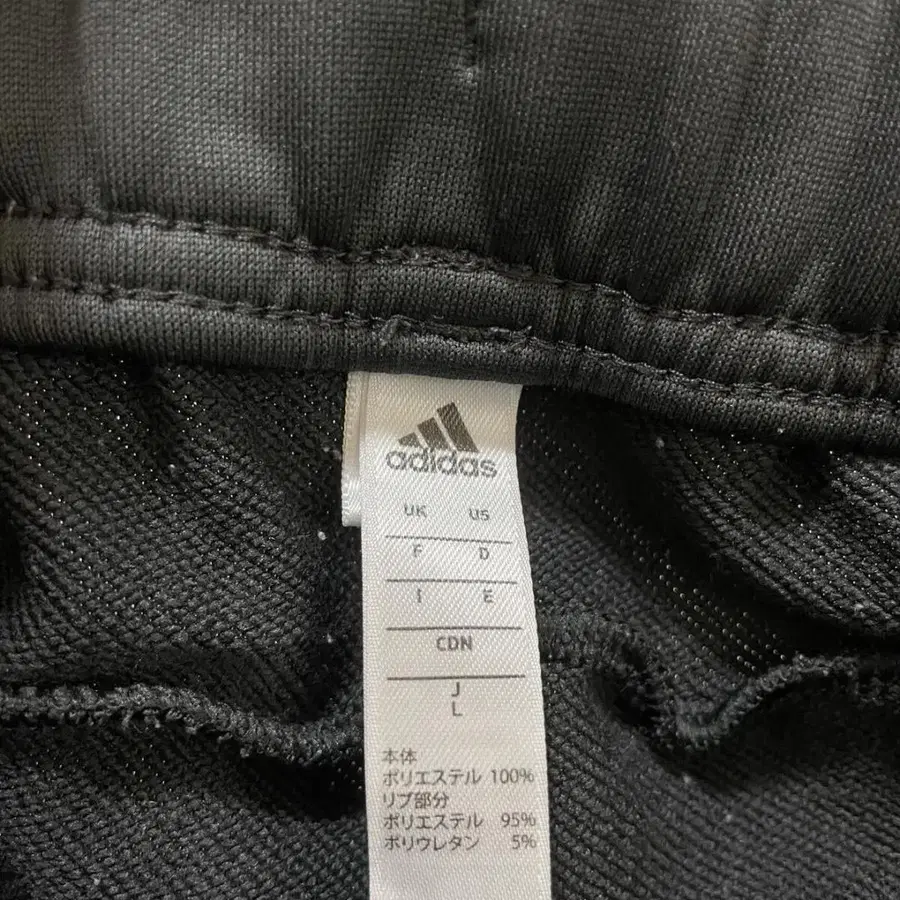 adidas
UK US
F D
I E
CDN
J
L
本体
ポリエステル 100%
リブ部分
ポリエステル 95%
ポリウレタン 5%